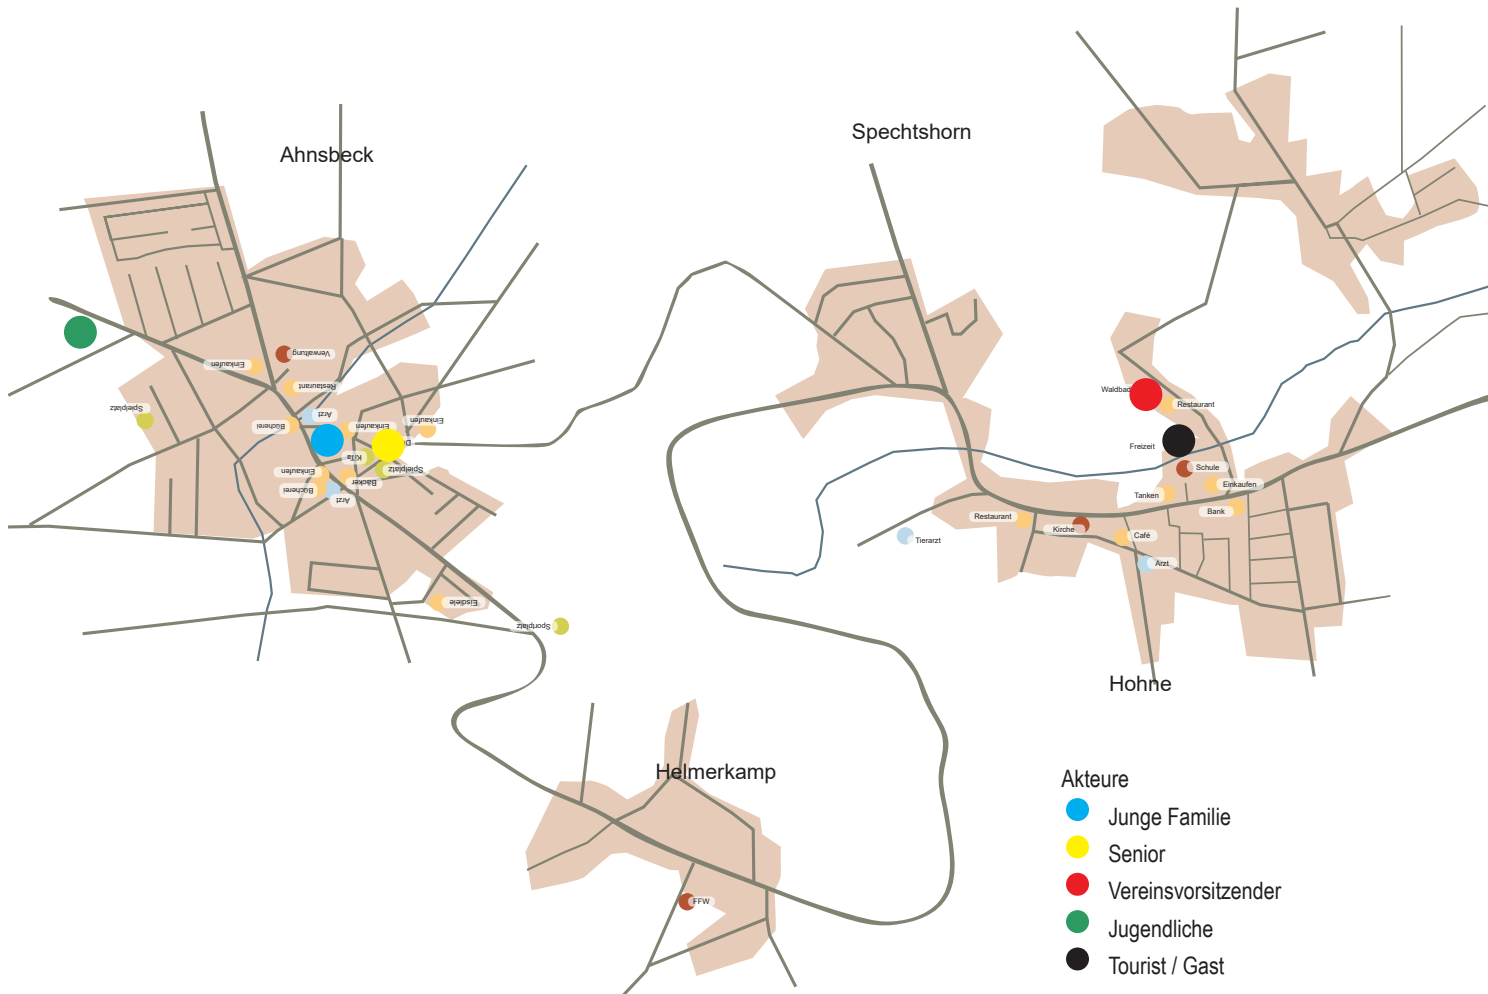 Spechtshorn
Ahnsbeck
Verwaltung
Einkaufen
Restaurant
Spielplatz
Arzt
Bücherei
Einkaufen
Einkaufen
KiTa
Spielplatz
Einkaufen
Bäcker
Bücherei
Arzt
Eisdiele
Sportplatz
Waldbad
Restaurant
Freizeit
Schule
Einkaufen
Tanken
Bank
Restaurant
Kirche
Café
Tierarzt
Arzt
Hohne
Helmerkamp
FFW
Akteure
Junge Familie
Senior
Vereinsvorsitzender
Jugendliche
Tourist / Gast